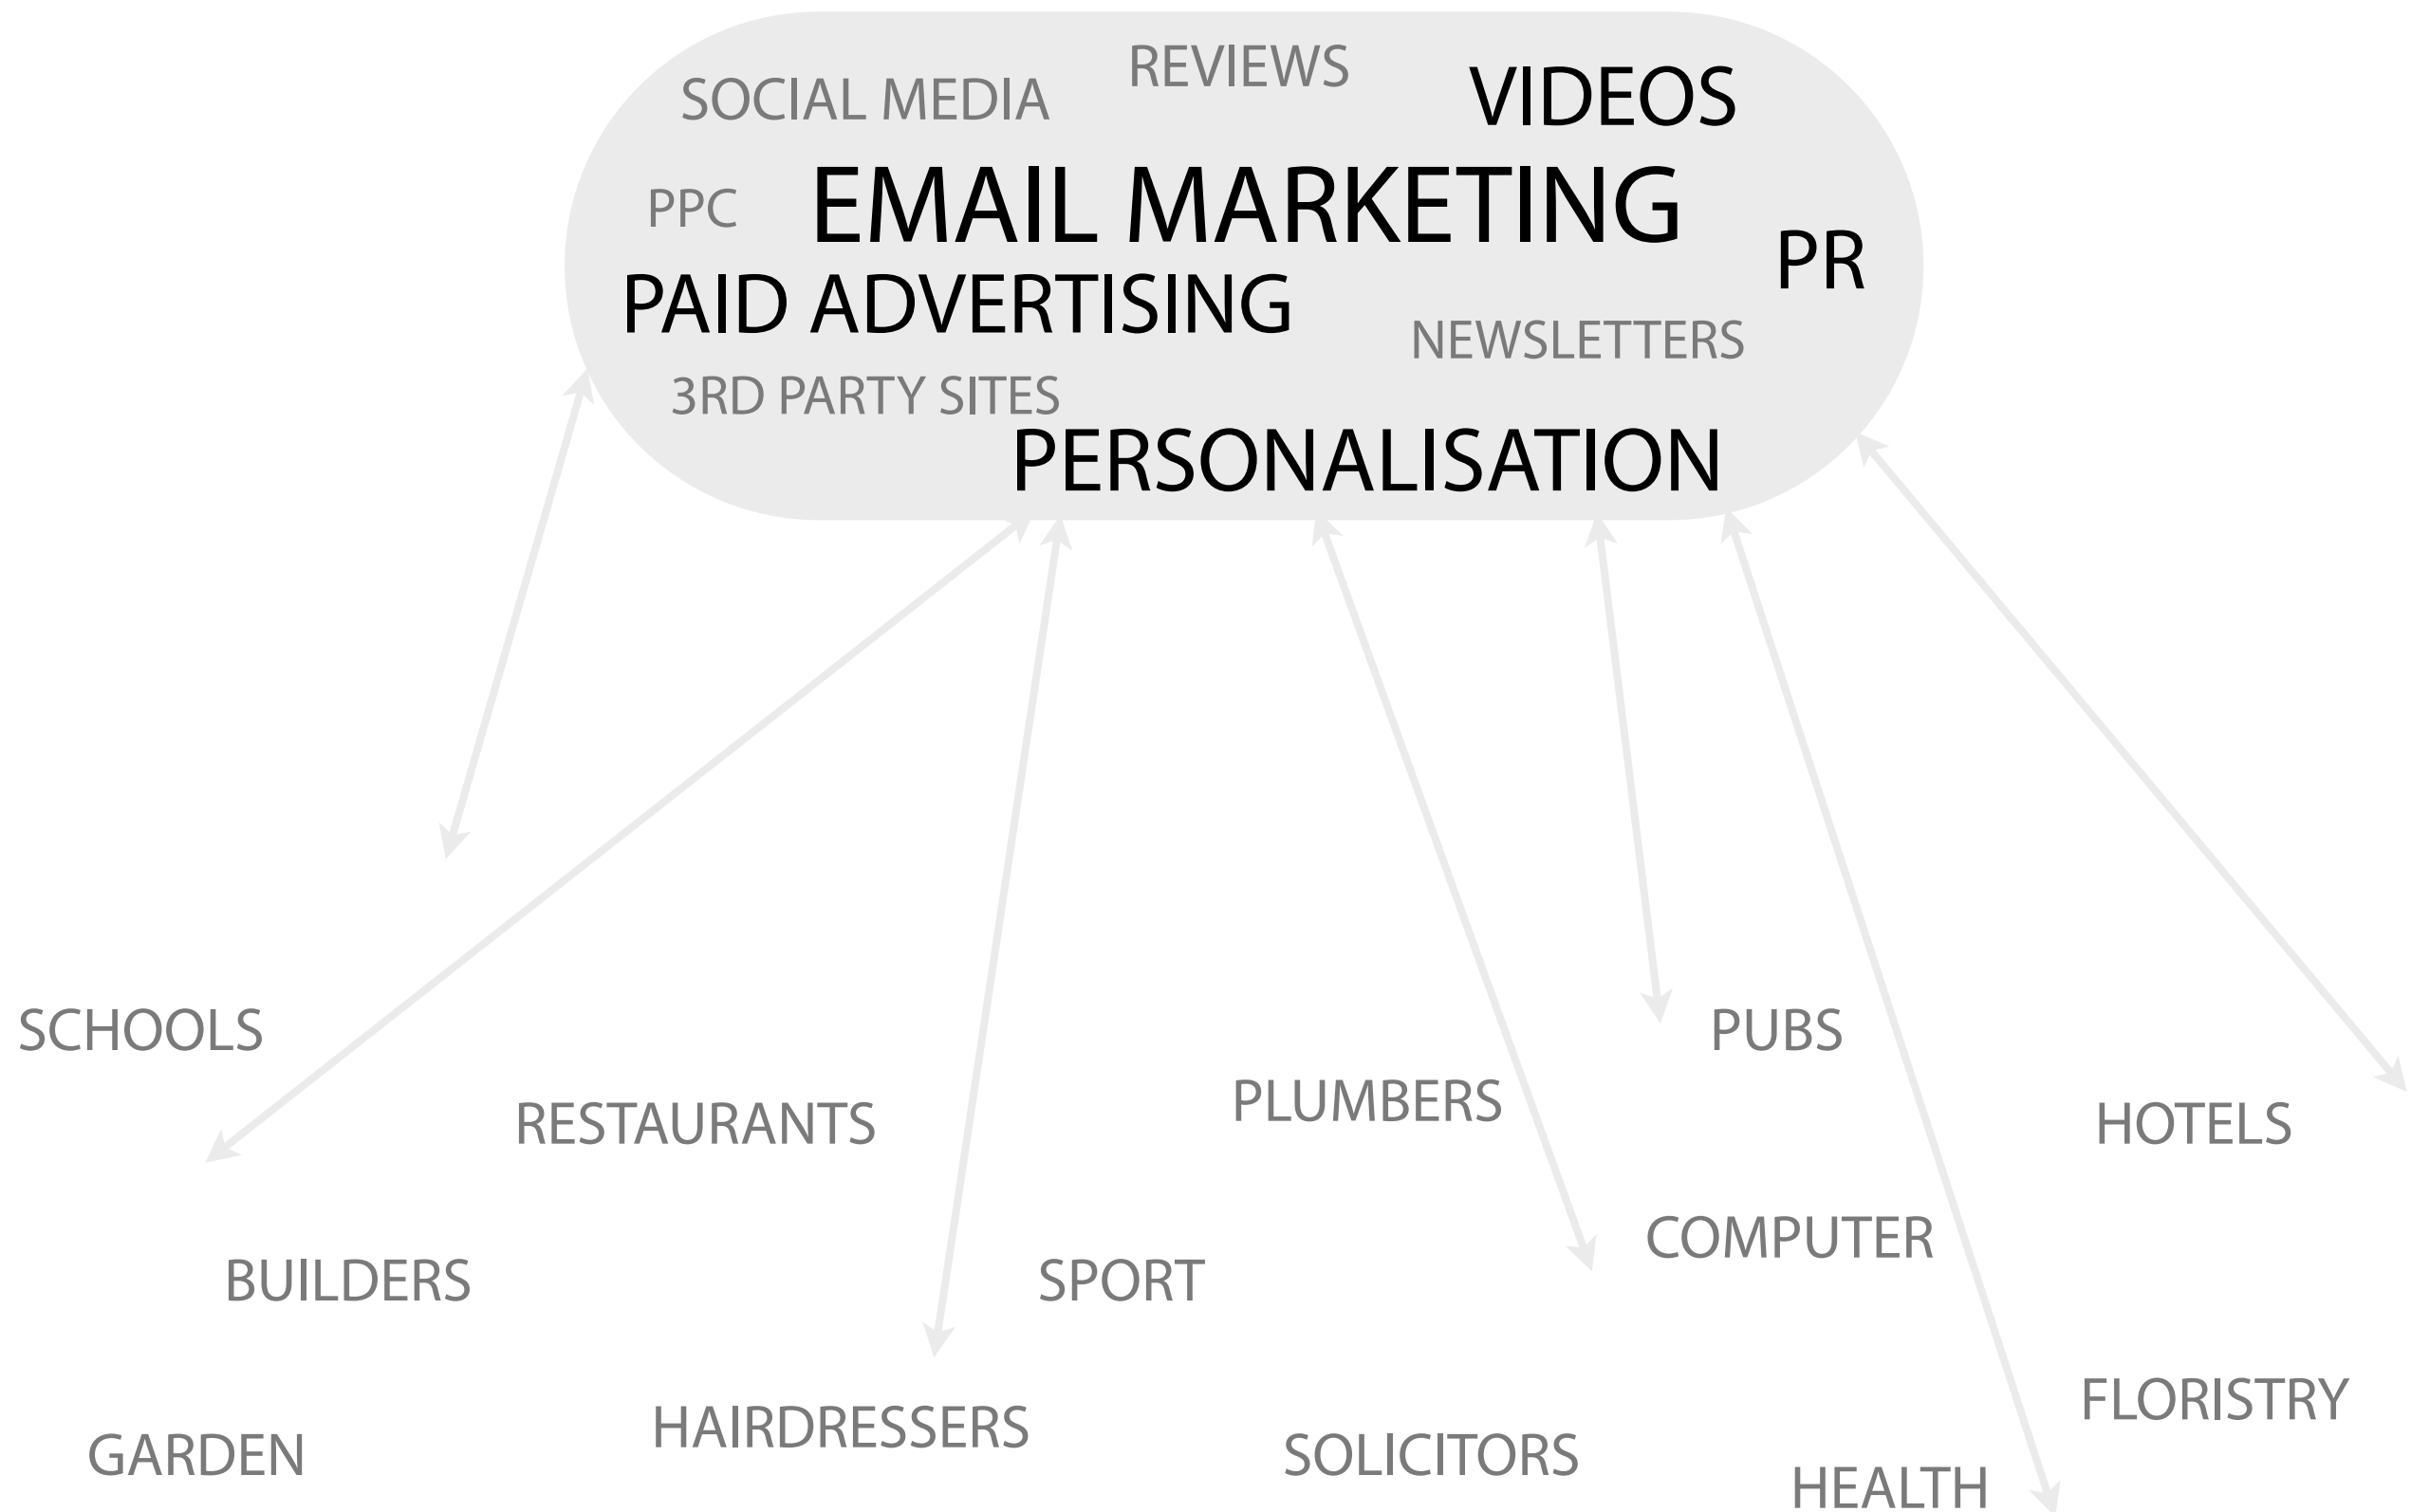 REVIEWS
SOCIAL MEDIA
VIDEOS
EMAIL MARKETING
PPC
PR
PAID ADVERTISING
NEWSLETTERS
3RD PARTY SITES
PERSONALISATION
SCHOOLS
PUBS
RESTAURANTS
PLUMBERS
HOTELS
BUILDERS
SPORT
COMPUTER
GARDEN
HAIRDRESSERS
SOLICITORS
FLORISTRY
HEALTH